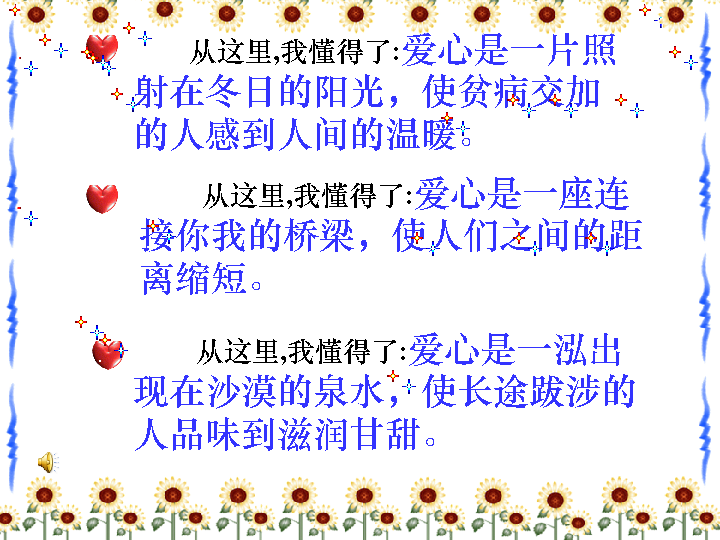 从这里,我懂得了:爱心是一片照
射在冬日的阳光，使贫病交加
的人感到人间的温暖。
从这里,我懂得了:爱心是一座连
接你我的桥梁，使人们之间的距
离缩短。
从这里,我懂得了:爱心是一泓出
现在沙漠的泉水，使长途跋涉的
人品味到滋润甘甜。